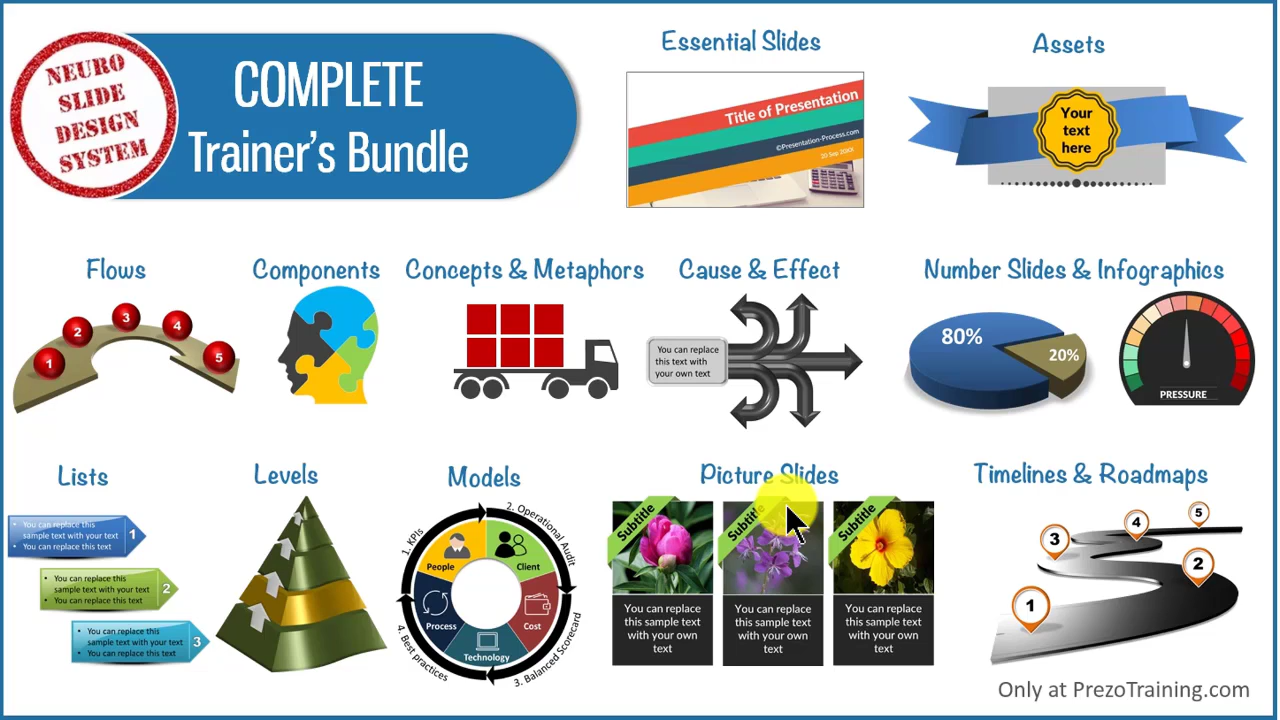 NEURO
SLIDE
DESIGN
SYSTEM
COMPLETE
Trainer's Bundle
Essential Slides
Title of Presentation
©Presentation-Process.com
20 Sep 20XX
Assets
Your
text
here
Flows
1
2
3
4
5
Components
Concepts & Metaphors
Cause & Effect
You can replace
this text with
your own text
Number Slides & Infographics
80%
20%
PRESSURE
Lists
• You can replace this
sample text with your own
• You can replace this text
1
• You can replace this
sample text with your own
• You can replace this text
2
• You can replace this
sample text with your own
• You can replace this text
3
Levels
Models
1. KPIs
2. Operational Audit
3. Balanced Scorecard
4. Best practices
People
Client
Process
Cost
Technology
Picture Slides
Subtitle
Subtitle
Subtitle
You can replace
this sample text
with your own
text
You can replace
this sample text
with your own
text
You can replace
this sample text
with your own
text
Timelines & Roadmaps
1
2
3
4
5
Only at PrezoTraining.com